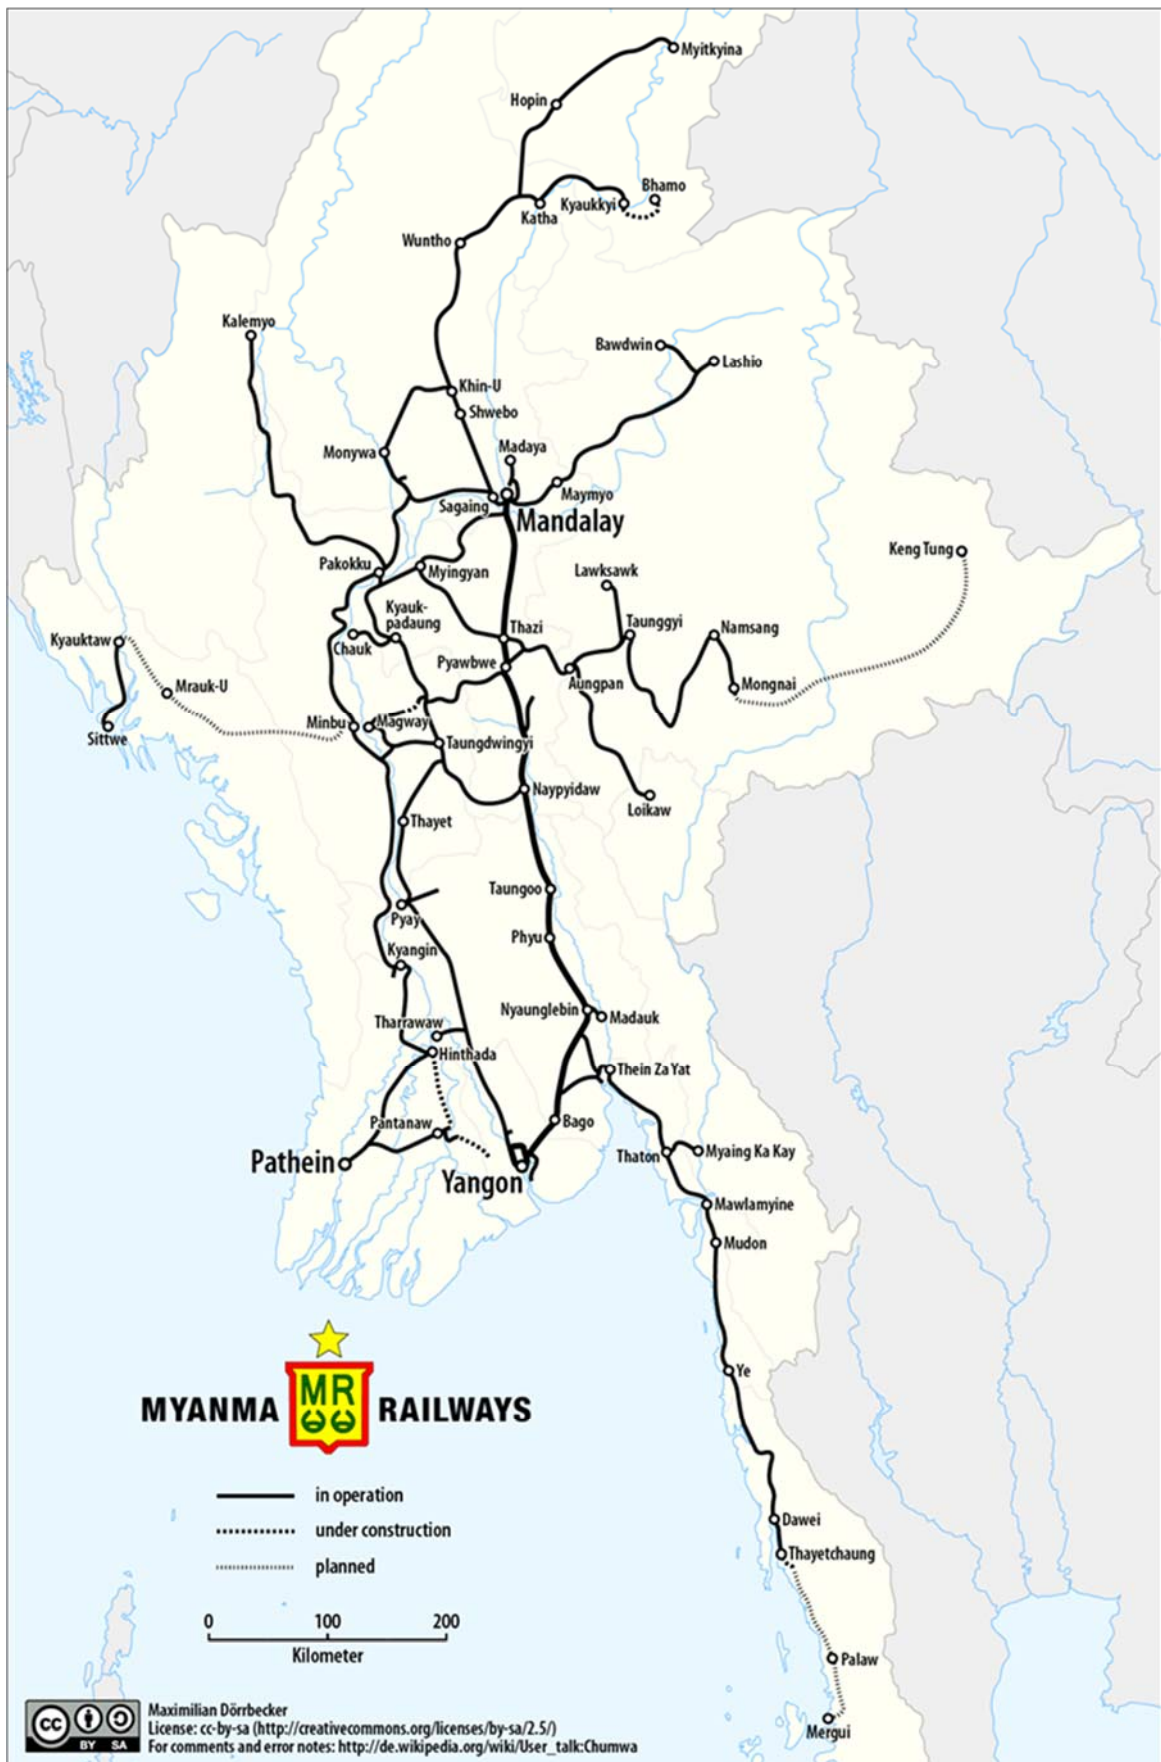 Myitkyina
Hopin
Bhamo
Kyaukkyi
Katha
Wuntho
Kalemyo
Bawdwin
Lashio
Khin-U
Shwebo
Madaya
Monywa
Maymyo
Sagaing
Mandalay
Keng Tung
Pakokku
Myingyan
Lawksawk
Kyauk-
padaung
Taunggyi
Namsang
Thazi
Kyauktaw
Chauk
Pyawbwe
Aungpan
Mrauk-U
Mongnai
Minbu
Magway
Sittwe
Taungdwingyi
Naypyidaw
Loikaw
Thayet
Taungoo
Pyay
Phyu
Kyangin
Nyaunglebin
Madauk
Tharrawaw
Hinthada
Thein Za Yat
Pantanaw
Bago
Pathein
Thaton
Myaing Ka Kay
Yangon
Mawlamyine
Mudon
Ye
MYANMA
MR
RAILWAYS
in operation
under construction
planned
Dawei
Thayetchaung
0 100 200
Kilometer
Palaw
Mergui
cc
BY SA
Maximilian Dörrbecker
License: cc-by-sa (http://creativecommons.org/licenses/by-sa/2.5/)
For comments and error notes: http://de.wikipedia.org/wiki/User_talk:Chumwa